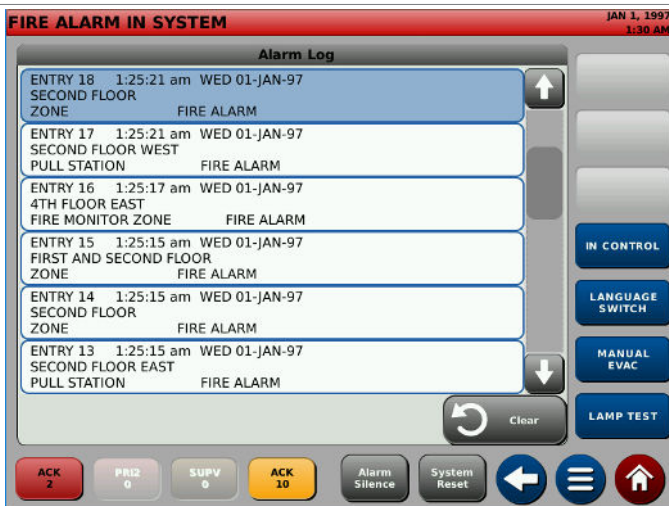 FIRE ALARM IN SYSTEM
JAN 1, 1997
1:30 AM
Alarm Log
ENTRY 18 1:25:21 am WED 01-JAN-97
SECOND FLOOR
ZONE FIRE ALARM
ENTRY 17 1:25:21 am WED 01-JAN-97
SECOND FLOOR WEST
PULL STATION FIRE ALARM
ENTRY 16 1:25:17 am WED 01-JAN-97
4TH FLOOR EAST
FIRE MONITOR ZONE FIRE ALARM
ENTRY 15 1:25:15 am WED 01-JAN-97
FIRST AND SECOND FLOOR
ZONE FIRE ALARM
ENTRY 14 1:25:15 am WED 01-JAN-97
SECOND FLOOR
ZONE FIRE ALARM
ENTRY 13 1:25:15 am WED 01-JAN-97
SECOND FLOOR EAST
PULL STATION FIRE ALARM
Clear
IN CONTROL
LANGUAGE
SWITCH
MANUAL
EVAC
LAMP TEST
ACK
2
PRI2
0
SUPV
0
ACK
10
Alarm
Silence
System
Reset